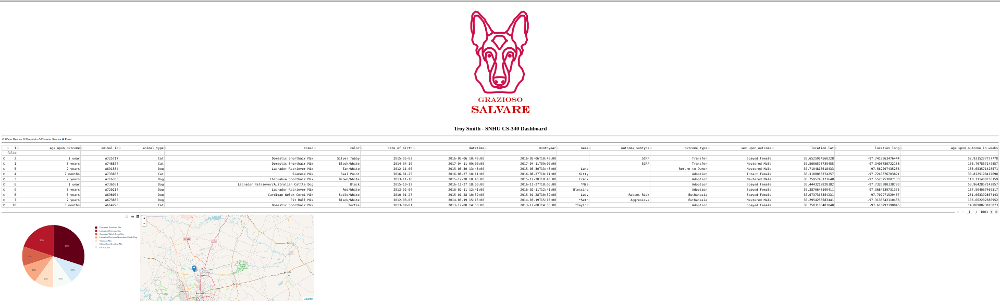 GRAZIOSO
SALVARE
Troy Smith - SNHU CS-340 Dashboard
Water Rescue Mountain Disaster Rescue Reset
1 age_upon_outcome animal_id animal_type breed color date_of_birth datetime monthyear name outcome_subtype outcome_type sex_upon_outcome location_lat location_long age_upon_outcome_in_weeks
filte
2 1 year A725717 Cat Domestic Shorthair Mix Silver Tabby 2015-05-02 2016-05-06 10:49:00 2016-05-06T10:49:00 SCRP Transfer Spayed Female 30.6525984560228 -97.7419963476444 52.9215277777778
1 3 years A746874 Cat Domestic Shorthair Mix Black/White 2014-04-10 2017-04-11 09:00:00 2017-04-11T09:00:00 SCRP Transfer Neutered Male 30.5066578739455 -97.3408780722188 156.767857142857
5 2 years A691584 Dog Labrador Retriever Mix Tan/White 2012-11-06 2015-05-30 13:48:00 2015-05-30T13:48:00 Luke Return to Owner Neutered Male 30.7104815618433 -97.562297435286 133.653571428571
4 7 months A733653 Cat Siamese Mix Seal Point 2016-01-25 2016-08-27 18:11:00 2016-08-27T18:11:00 Kitty Adoption Intact Female 30.3188063374257 -97.7240376703891 30.8225198412698
3 2 years A716330 Dog Chihuahua Shorthair Mix Brown/White 2013-11-18 2015-12-28 18:43:00 2015-12-28T18:43:00 Frank Adoption Neutered Male 30.7595748121648 -97.5523753807133 110.111408730159
8 1 year A736551 Dog Labrador Retriever/Australian Cattle Dog Black 2015-10-12 2016-11-27 18:00:00 2016-11-27T18:00:00 *Mia Adoption Spayed Female 30.4443212820182 -97.7326980338793 58.9642857142857
9 3 years A720214 Dog Labrador Retriever Mix Red/White 2013-02-04 2016-02-11 12:41:00 2016-02-11T12:41:00 Blessing Adoption Spayed Female 30.3870648199411 -97.3684339731375 157.504067460317
6 5 years A696004 Dog Cardigan Welsh Corgi Mix Sable/White 2010-01-27 2015-01-28 10:39:00 2015-01-28T10:39:00 Lucy Rabies Risk Euthanasia Spayed Female 30.6737365854231 -97.707971529467 261.063392857143
7 2 years A673830 Dog Pit Bull Mix Black/White 2012-03-03 2014-03-19 15:15:00 2014-03-19T15:15:00 *Seth Aggressive Euthanasia Neutered Male 30.2954256583441 -97.3136642110436 106.662202380952
10 3 months A664290 Cat Domestic Shorthair Mix Tortie 2013-09-01 2013-12-08 14:58:00 2013-12-08T14:58:00 *Taylor Adoption Spayed Female 30.7583105481048 -97.618292198845 14.0890873015873
1 / 1001
Domestic Shorthair Mix
Labrador Retriever Mix
Cardigan Welsh Corgi Mix
Labrador Retriever/Australian Cattle Dog
Siamese Mix
Chihuahua Shorthair Mix
Pit Bull Mix
20%
30%
10%
10%
10%
10%
10%
+
−
Leaflet